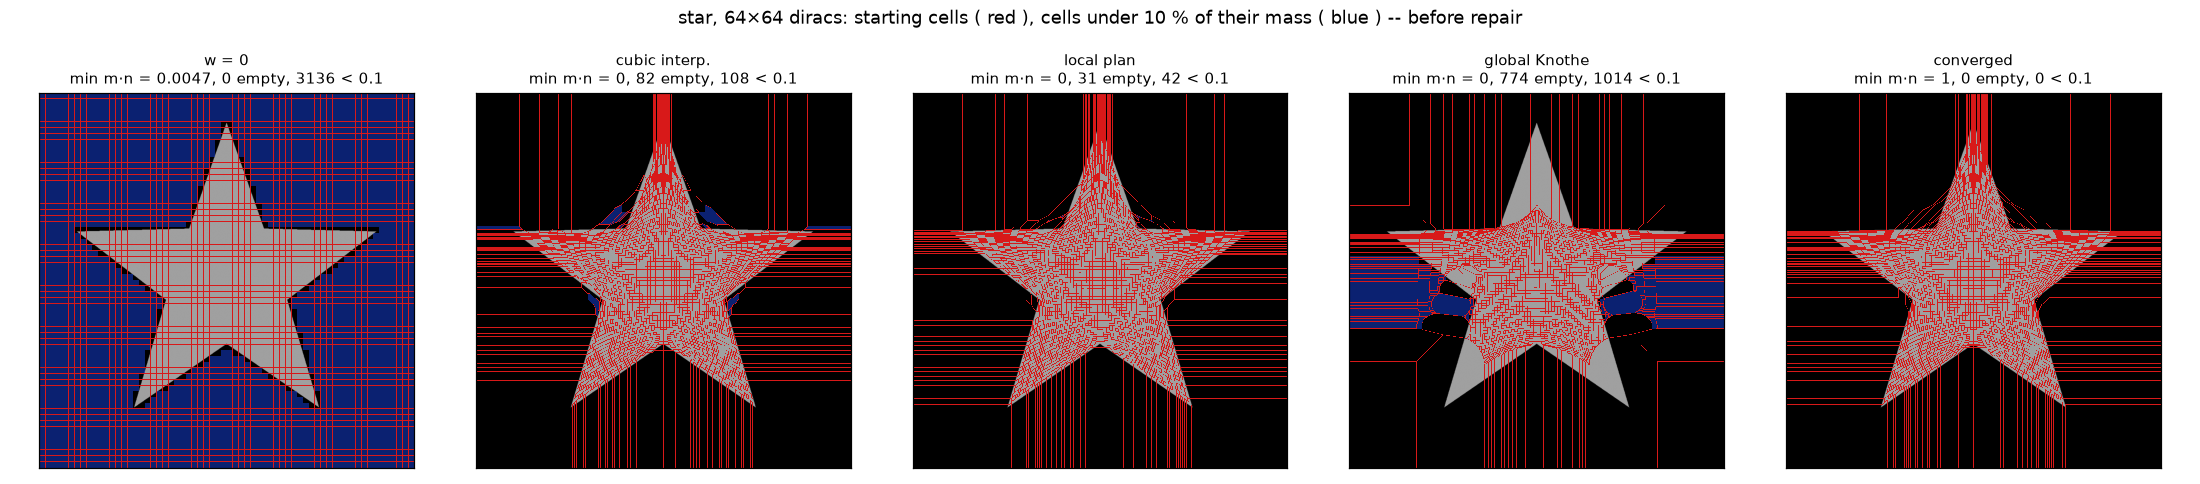 star, 64×64 diracs: starting cells ( red ), cells under 10 % of their mass ( blue ) -- before repair
w = 0
min m·n = 0.0047, 0 empty, 3136 < 0.1
cubic interp.
min m·n = 0, 82 empty, 108 < 0.1
local plan
min m·n = 0, 31 empty, 42 < 0.1
global Knothe
min m·n = 0, 774 empty, 1014 < 0.1
converged
min m·n = 1, 0 empty, 0 < 0.1